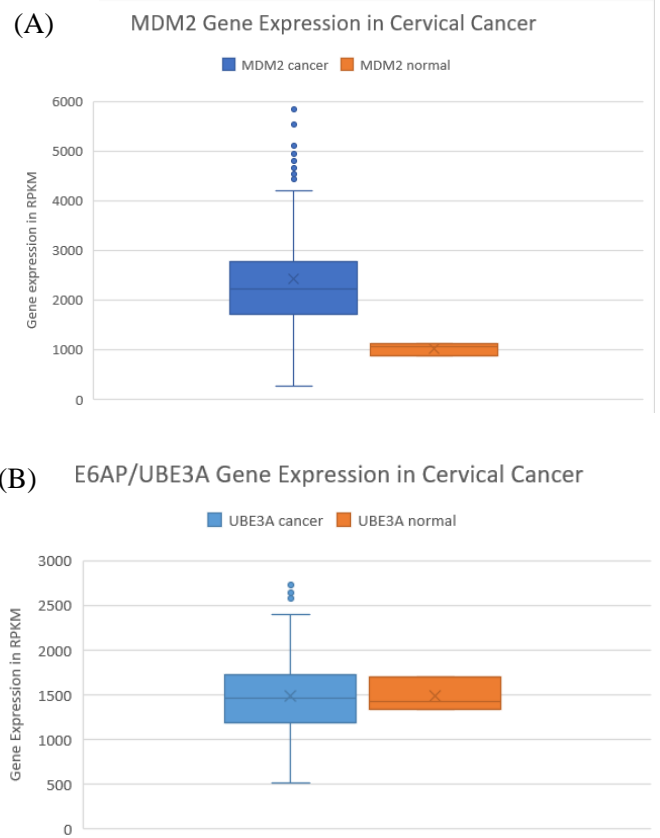 (A)
MDM2 Gene Expression in Cervical Cancer
MDM2 cancer MDM2 normal
Gene expression in RPKM
6000
5000
4000
3000
2000
1000
0
(B)
E6AP/UBE3A Gene Expression in Cervical Cancer
UBE3A cancer UBE3A normal
Gene Expression in RPKM
3000
2500
2000
1500
1000
500
0